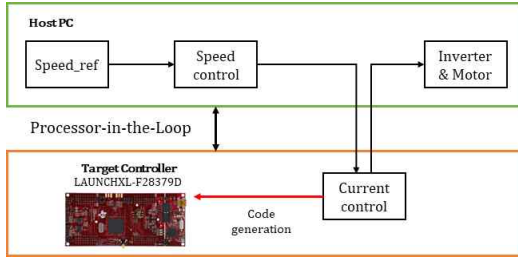 Host PC
Speed_ref
Speed
control
Inverter
& Motor
Processor-in-the-Loop
Target Controller
LAUNCHXL-F28379D
Code
generation
Current
control